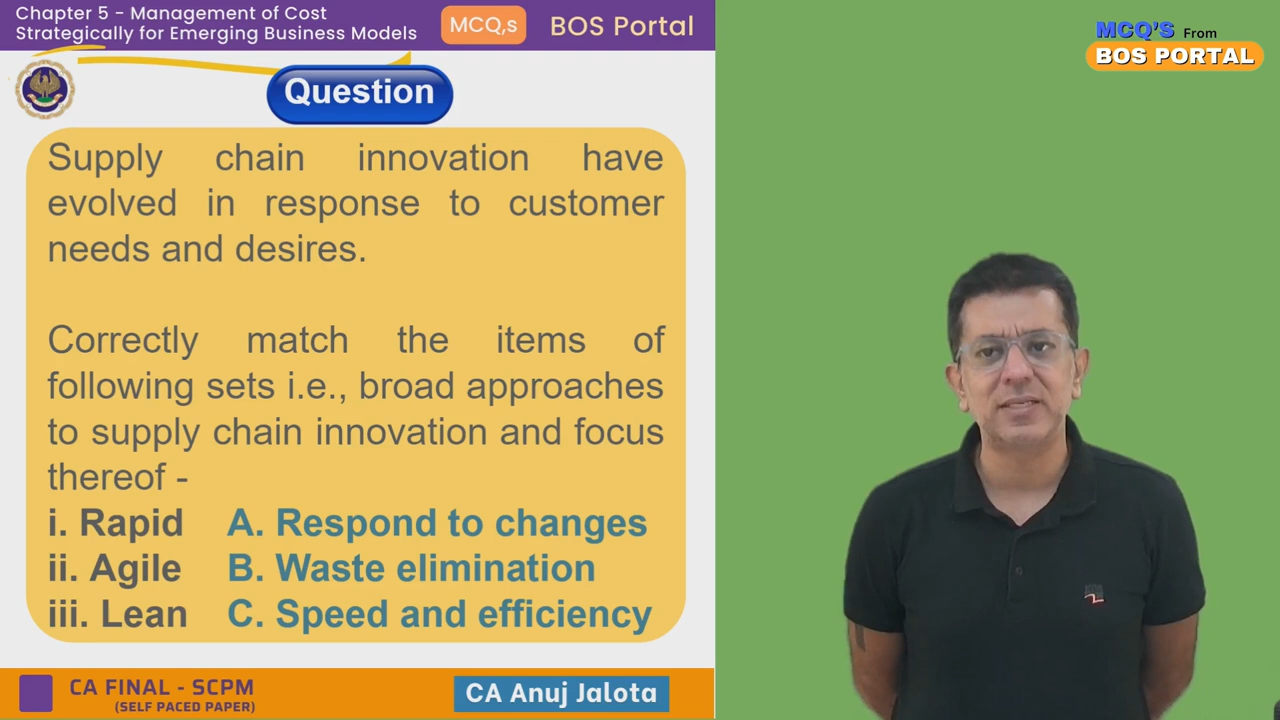 Chapter 5 - Management of Cost
Strategically for Emerging Business Models
MCQ,s
BOS Portal
MCQ'S From
BOS PORTAL
Question
Supply chain innovation have
evolved in response to customer
needs and desires.
Correctly match the items of
following sets i.e., broad approaches
to supply chain innovation and focus
thereof -
i. Rapid A. Respond to changes
ii. Agile B. Waste elimination
iii. Lean C. Speed and efficiency
CA FINAL - SCPM
(SELF PACED PAPER)
CA Anuj Jalota